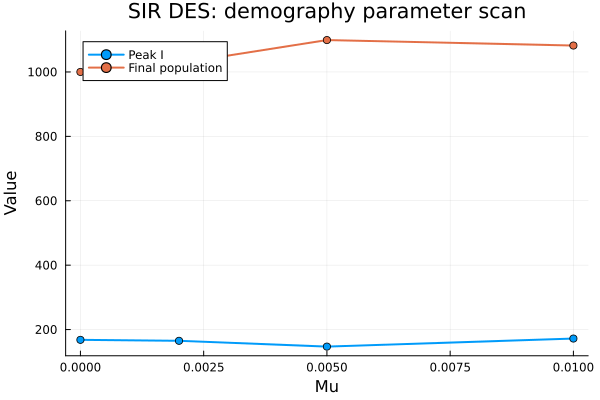 SIR DES: demography parameter scan
Peak I
Final population
1000
800
600
400
200
Value
0.0000
0.0025
0.0050
0.0075
0.0100
Mu